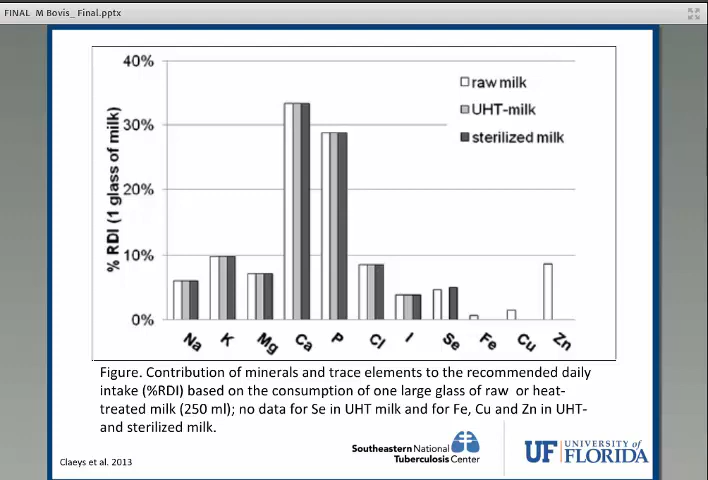 FINAL M Bovis_ Final.pptx
40%
raw milk
UHT-milk
30%
sterilized milk
20%
% RDI (1 glass of milk)
10%
0%
Na K Mg Ca P Cl I Se Fe Cu Zn
Figure. Contribution of minerals and trace elements to the recommended daily
intake (%RDI) based on the consumption of one large glass of raw or heat-
treated milk (250 ml); no data for Se in UHT milk and for Fe, Cu and Zn in UHT-
and sterilized milk.
Southeastern National
Tuberculosis Center
UF UNIVERSITY of
FLORIDA
Claeys et al. 2013